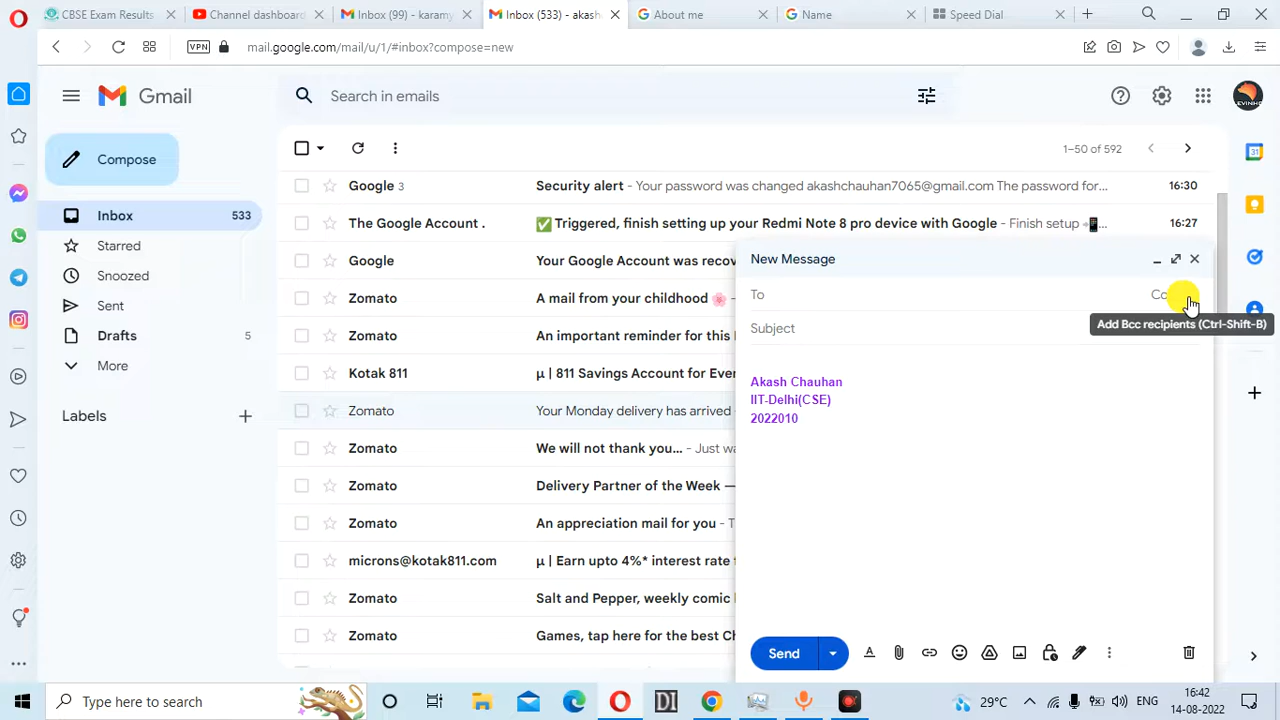 CBSE Exam Results
Channel dashboard
Inbox (99) - karamy
Inbox (533) - akash
About me
Name
Speed Dial
VPN
mail.google.com/mail/u/1/#inbox?compose=new
Gmail
Search in emails
EVINHO
Compose
1–50 of 592
31
Google 3 Security alert - Your password was changed akashchauhan7065@gmail.com The password for... 16:30
Inbox 533
The Google Account . ✅ Triggered, finish setting up your Redmi Note 8 pro device with Google - Finish setup 📲... 16:27
Starred
Google Your Google Account was recov
New Message
Snoozed
Zomato A mail from your childhood 🌸 -
To
Sent
Add Bcc recipients (Ctrl-Shift-B)
Drafts 5
Zomato An important reminder for this
Subject
More
Kotak 811 µ | 811 Savings Account for Ever
Akash Chauhan
IIT-Delhi(CSE)
2022010
Labels
Zomato Your Monday delivery has arrived -
Zomato We will not thank you... - Just wa
Zomato Delivery Partner of the Week —
Zomato An appreciation mail for you - T
microns@kotak811.com µ | Earn upto 4%* interest rate f
Zomato Salt and Pepper, weekly comic
Zomato Games, tap here for the best Ch
Send
Type here to search
DI
29°C
ENG
16:42
14-08-2022